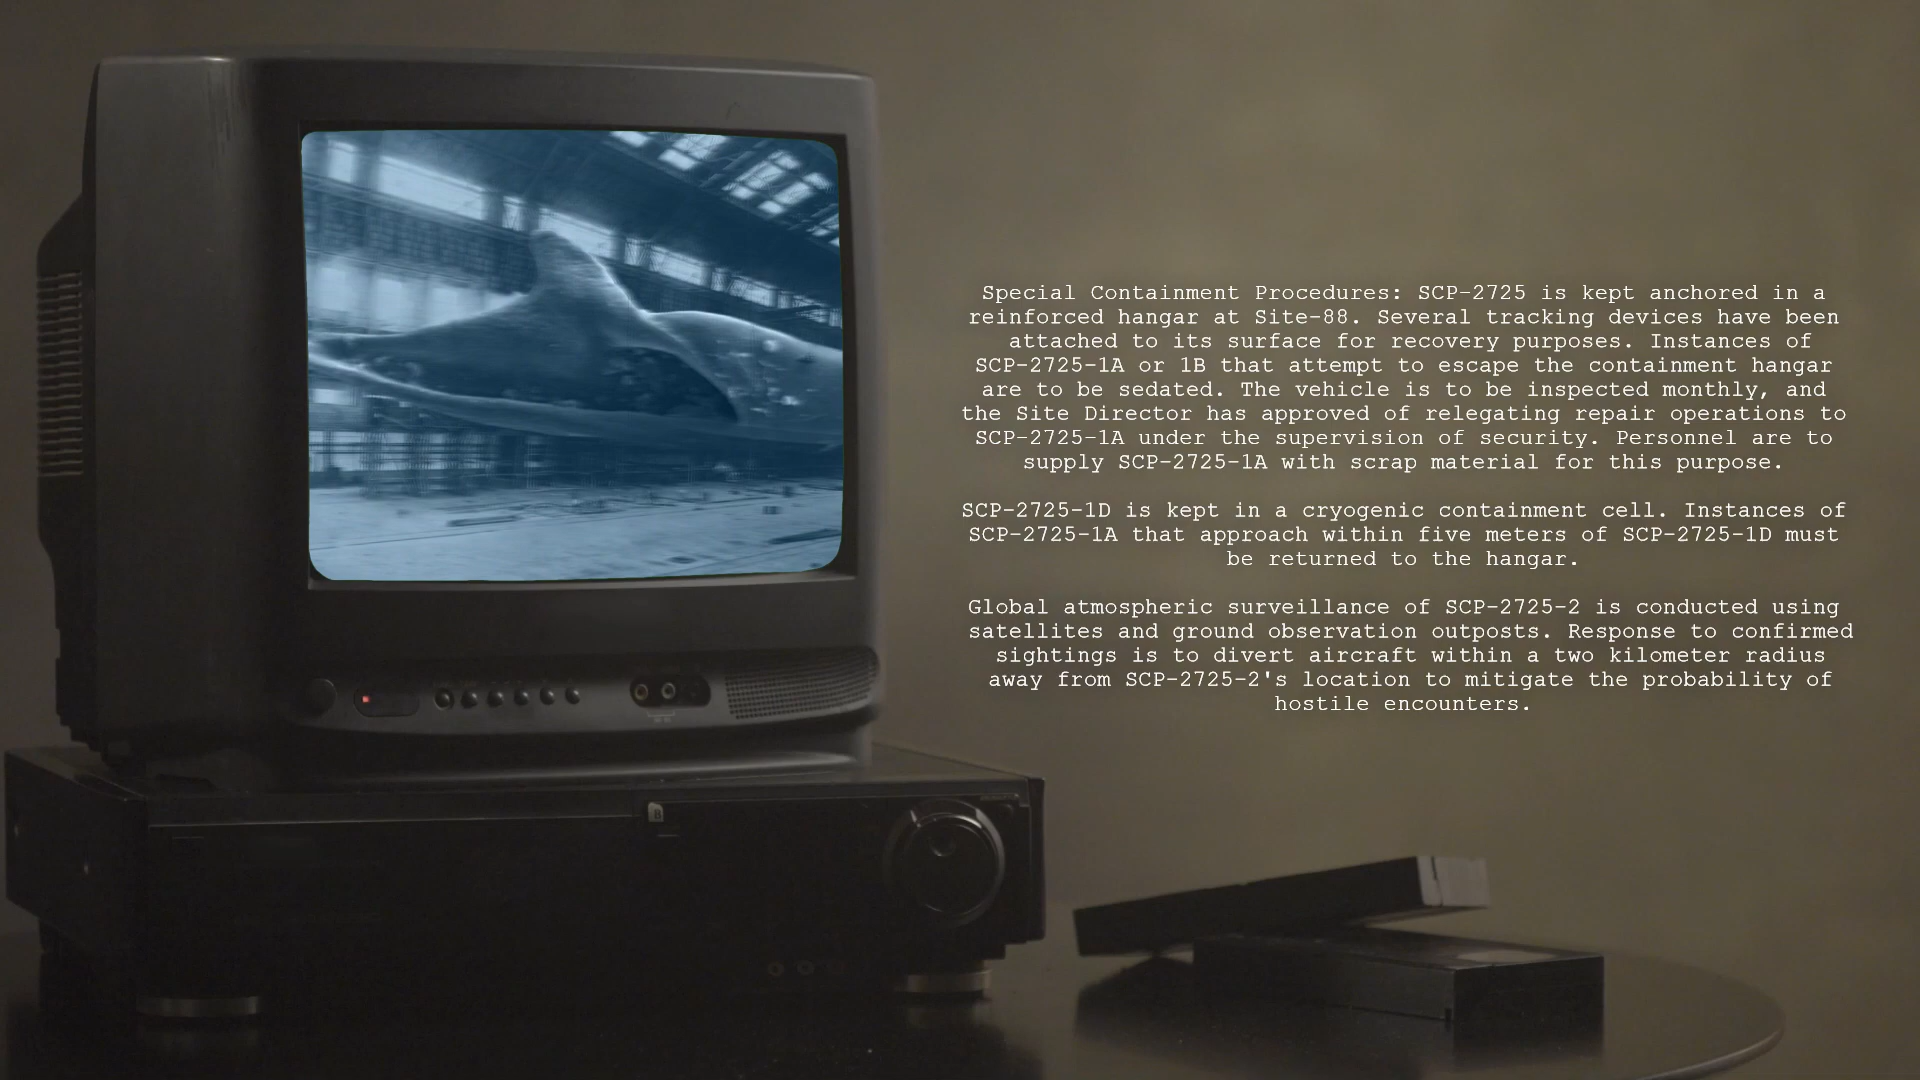 Special Containment Procedures: SCP-2725 is kept anchored in a
reinforced hangar at Site-88. Several tracking devices have been
attached to its surface for recovery purposes. Instances of
SCP-2725-1A or 1B that attempt to escape the containment hangar
are to be sedated. The vehicle is to be inspected monthly, and
the Site Director has approved of relegating repair operations to
SCP-2725-1A under the supervision of security. Personnel are to
supply SCP-2725-1A with scrap material for this purpose.
SCP-2725-1D is kept in a cryogenic containment cell. Instances of
SCP-2725-1A that approach within five meters of SCP-2725-1D must
be returned to the hangar.
Global atmospheric surveillance of SCP-2725-2 is conducted using
satellites and ground observation outposts. Response to confirmed
sightings is to divert aircraft within a two kilometer radius
away from SCP-2725-2's location to mitigate the probability of
hostile encounters.